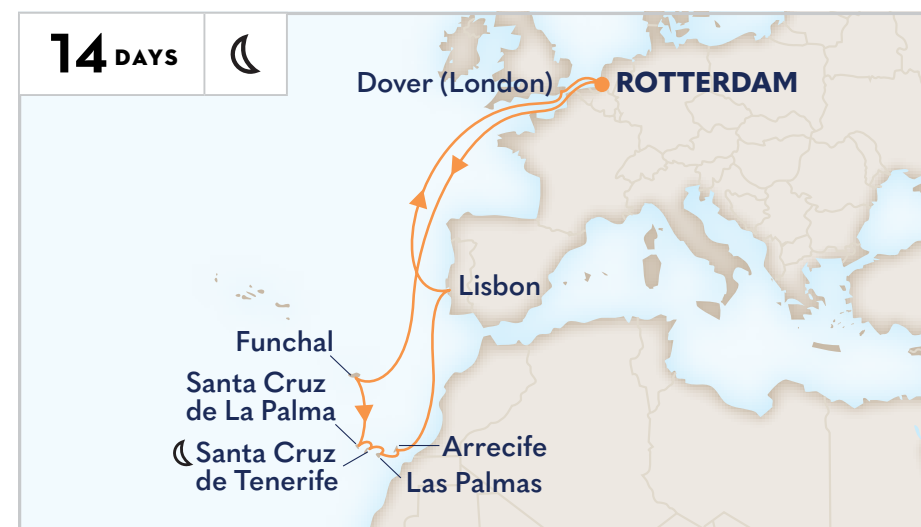 14 DAYS
Dover (London)
ROTTERDAM
Lisbon
Funchal
Santa Cruz
de La Palma
Santa Cruz
de Tenerife
Arrecife
Las Palmas